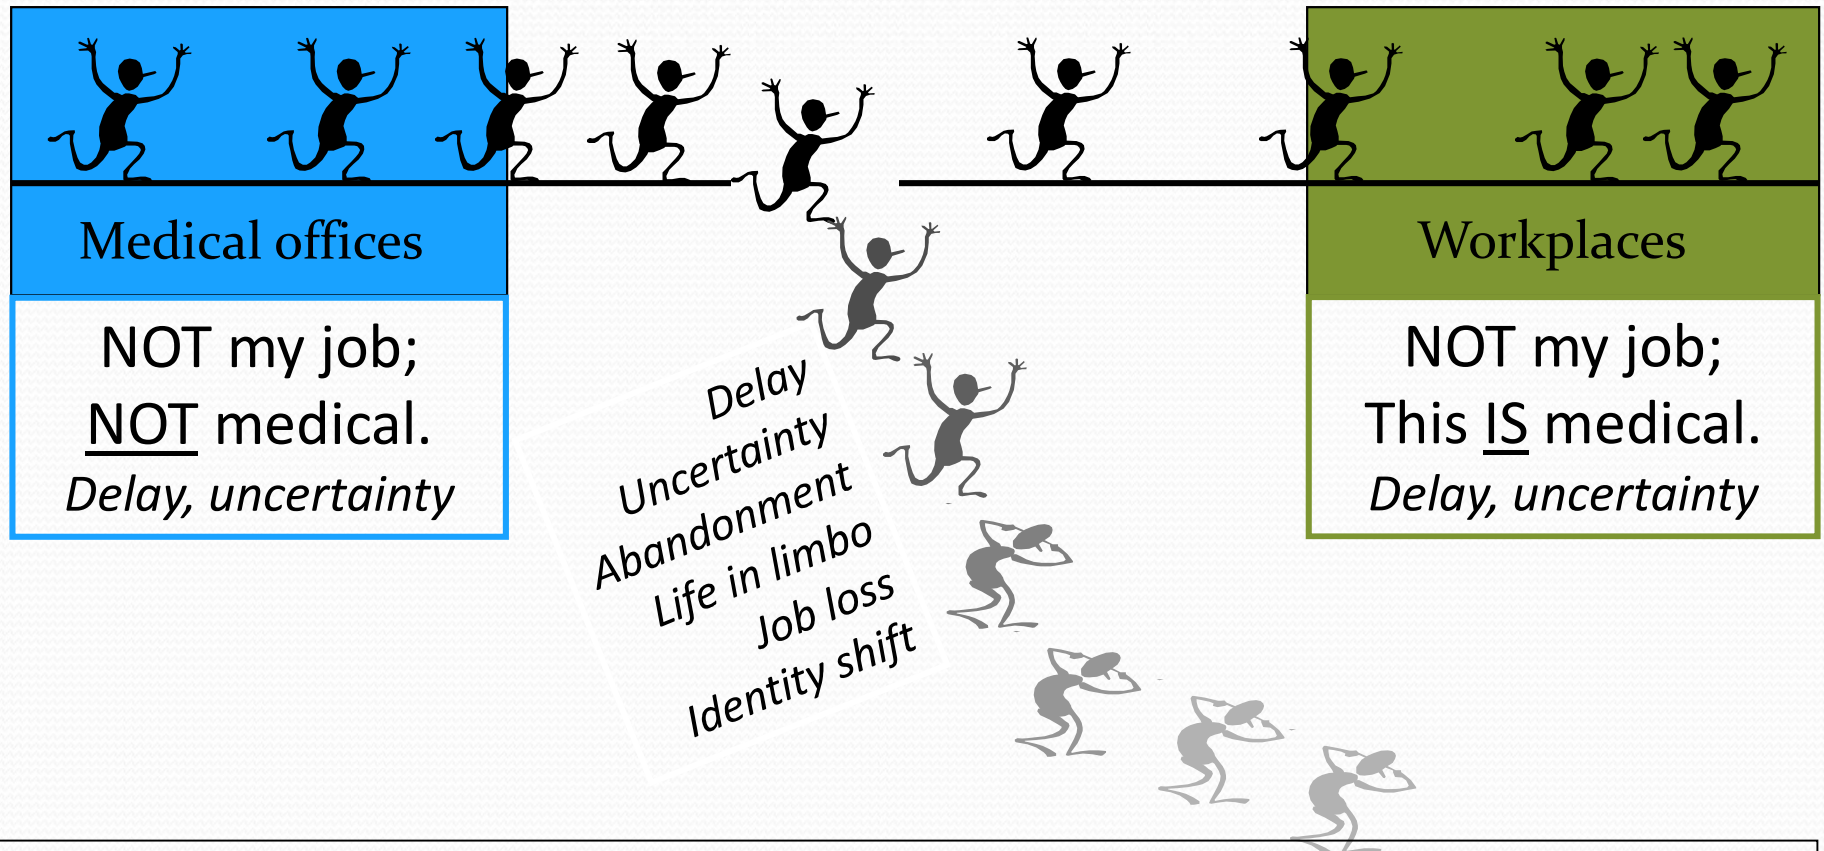 Medical offices
NOT my job;
NOT medical.
Delay, uncertainty
Delay
Uncertainty
Abandonment
Life in limbo
Job loss
Identity shift
Workplaces
NOT my job;
This IS medical.
Delay, uncertainty